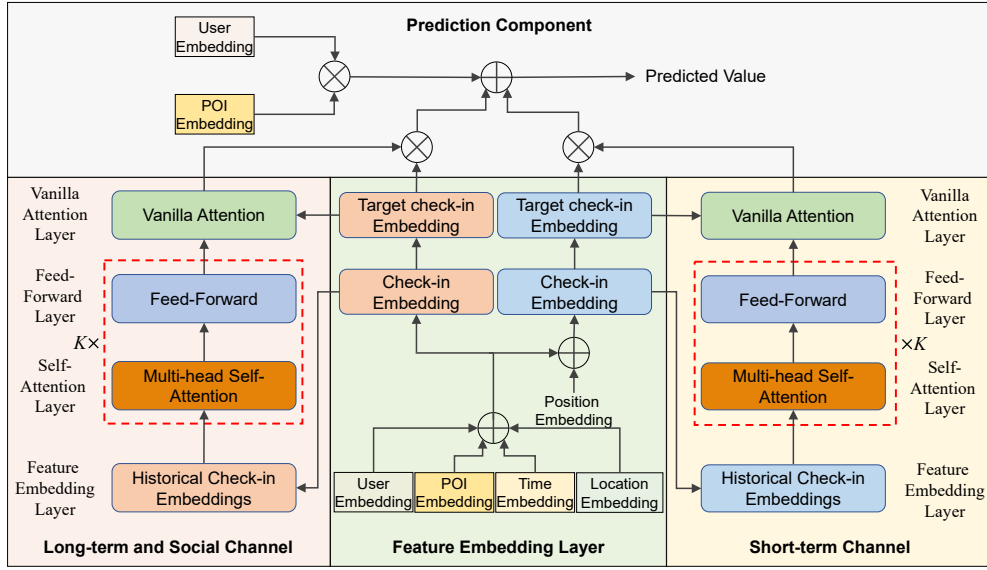 Prediction Component
User
Embedding
POI
Embedding
Predicted Value
Vanilla
Attention
Layer
Vanilla Attention
Feed-
Forward
Layer
Feed-Forward
K×
Self-
Attention
Layer
Multi-head Self-
Attention
Feature
Embedding
Layer
Historical Check-in
Embeddings
Long-term and Social Channel
Target check-in
Embedding
Target check-in
Embedding
Check-in
Embedding
Check-in
Embedding
Position
Embedding
User
Embedding
POI
Embedding
Time
Embedding
Location
Embedding
Feature Embedding Layer
Vanilla Attention
Vanilla
Attention
Layer
Feed-Forward
Feed-
Forward
Layer
×K
Multi-head Self-
Attention
Self-
Attention
Layer
Historical Check-in
Embeddings
Feature
Embedding
Layer
Short-term Channel